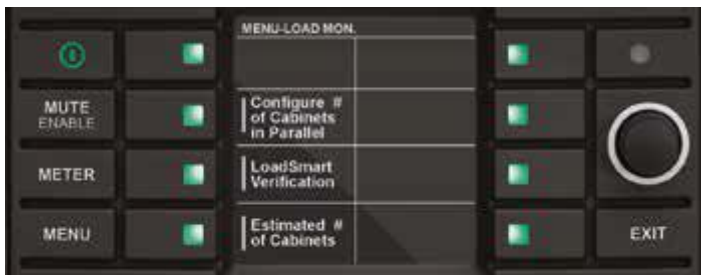 MENU-LOAD MON.
MUTE
ENABLE
Configure #
of Cabinets
in Parallel
METER
LoadSmart
Verification
MENU
Estimated #
of Cabinets
EXIT